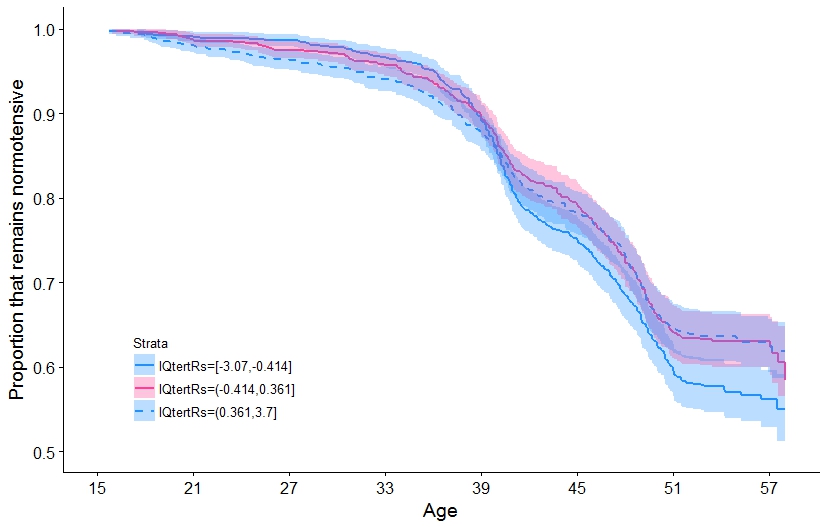 Proportion that remains normotensive
1.0
0.9
0.8
0.7
0.6
0.5
Strata
IQtertRs=[-3.07,-0.414]
IQtertRs=(-0.414,0.361]
IQtertRs=(0.361,3.7]
15 21 27 33 39 45 51 57
Age